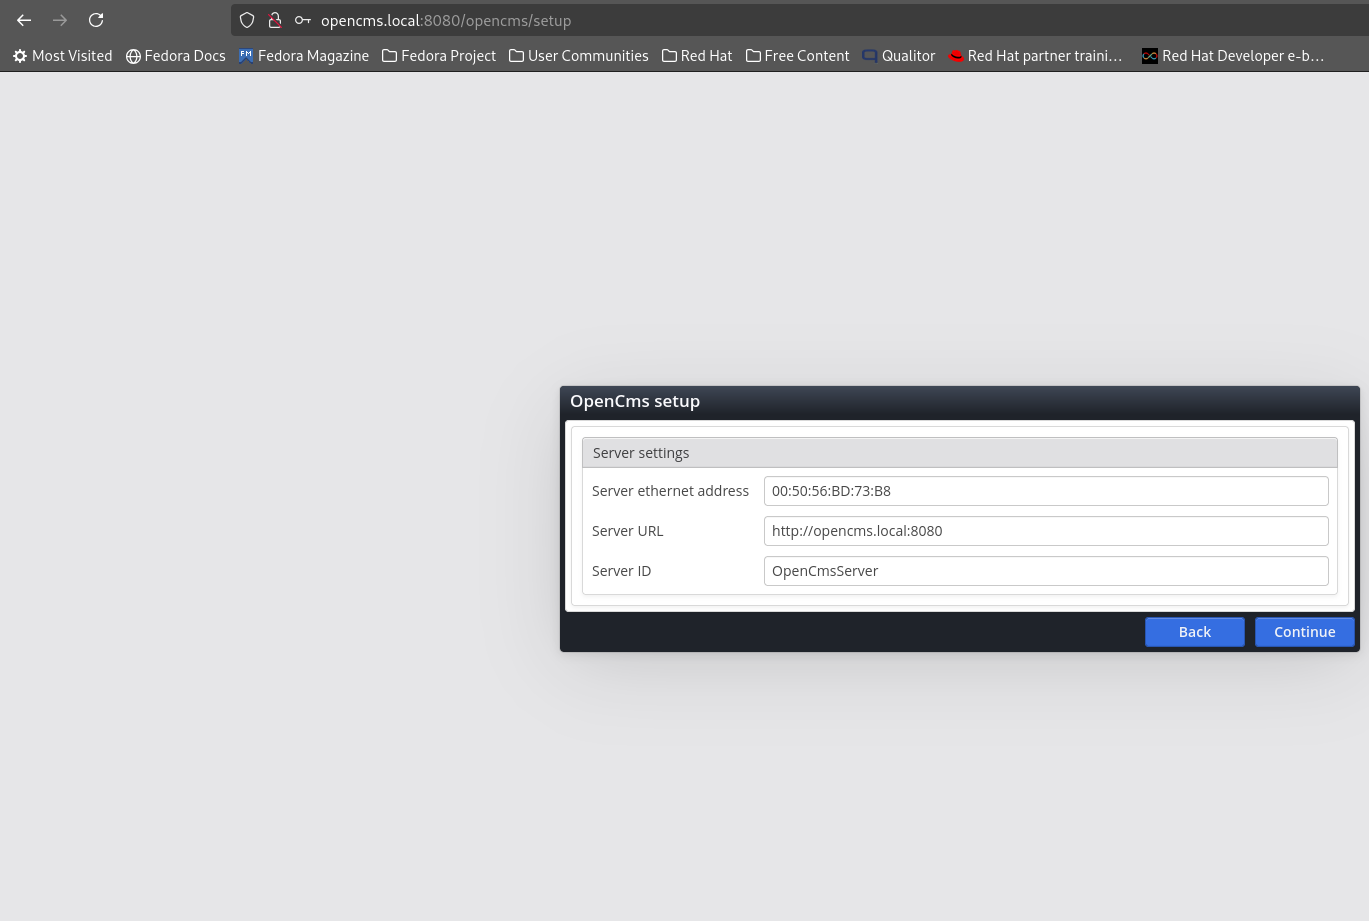 opencms.local:8080/opencms/setup
Most Visited Fedora Docs FM Fedora Magazine Fedora Project User Communities Red Hat Free Content Qualitor Red Hat partner traini… Red Hat Developer e-b…
OpenCms setup
Server settings
Server ethernet address 00:50:56:BD:73:B8
Server URL http://opencms.local:8080
Server ID OpenCmsServer
Back Continue